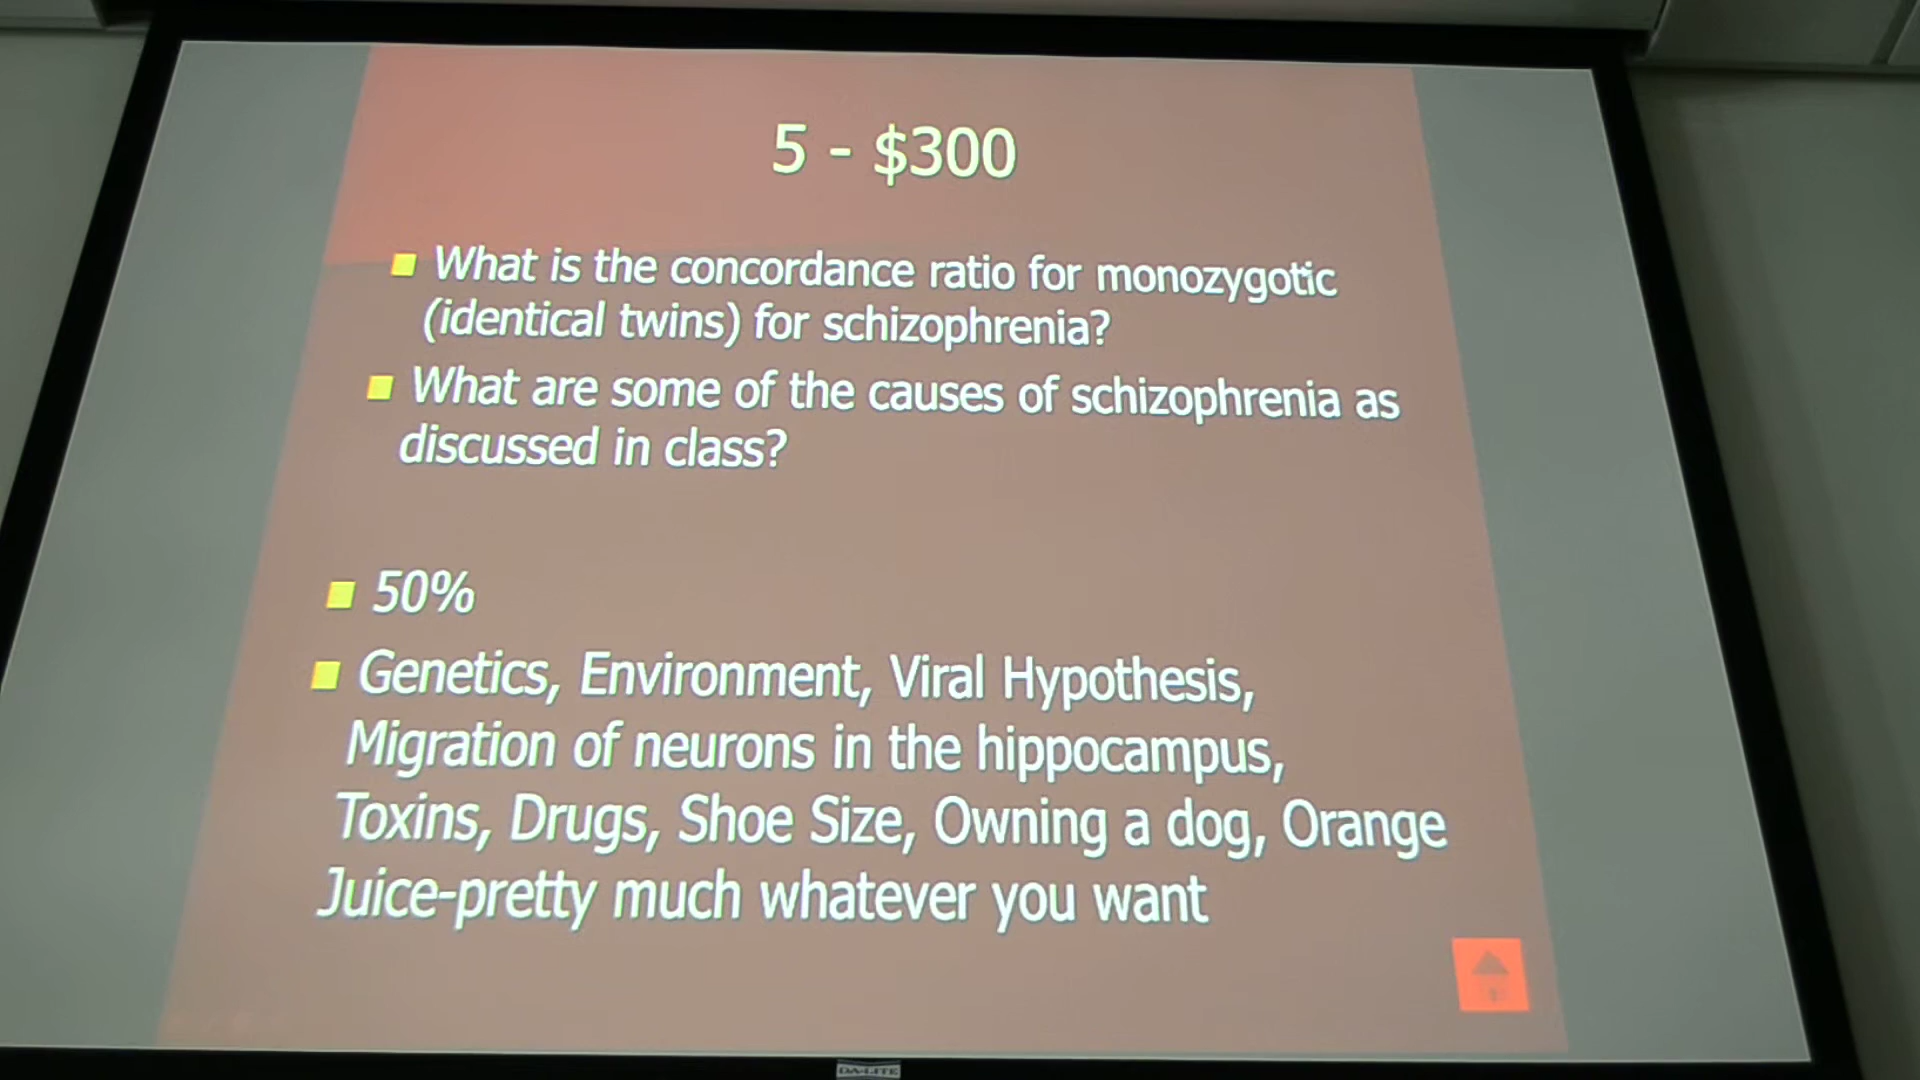 5 - $300
What is the concordance ratio for monozygotic
(identical twins) for schizophrenia?
What are some of the causes of schizophrenia as
discussed in class?
50%
Genetics, Environment, Viral Hypothesis,
Migration of neurons in the hippocampus,
Toxins, Drugs, Shoe Size, Owning a dog, Orange
Juice-pretty much whatever you want
DA-LITE